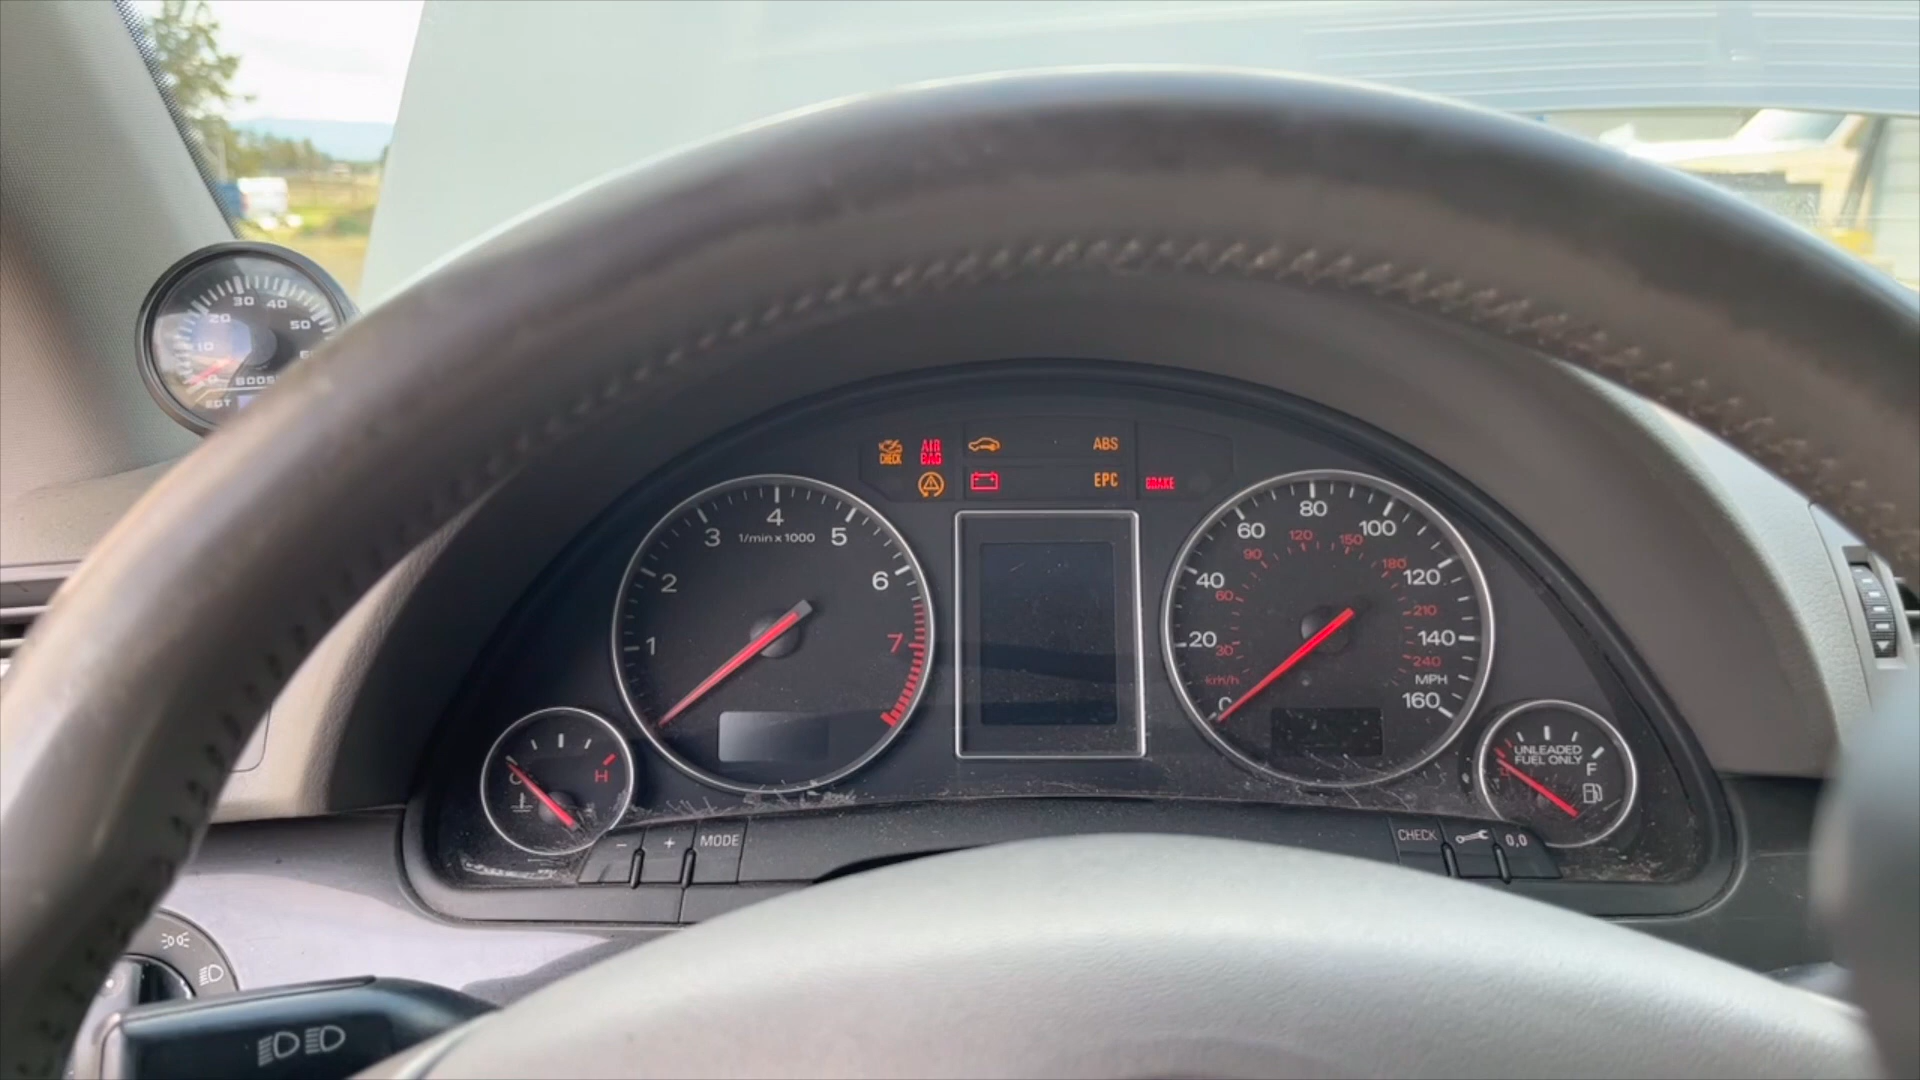 30 40
20
50
10
0
BOOS
EGT
CHECK
AIR
BAG
ABS
EPC
BRAKE
1 2 3 4 5 6 7
1/min x 1000
20 40 60 80 100 120 140 160
30 60 90 120 150 180 210 240
km/h
MPH
H
UNLEADED
FUEL ONLY
F
- + MODE
CHECK
0,0